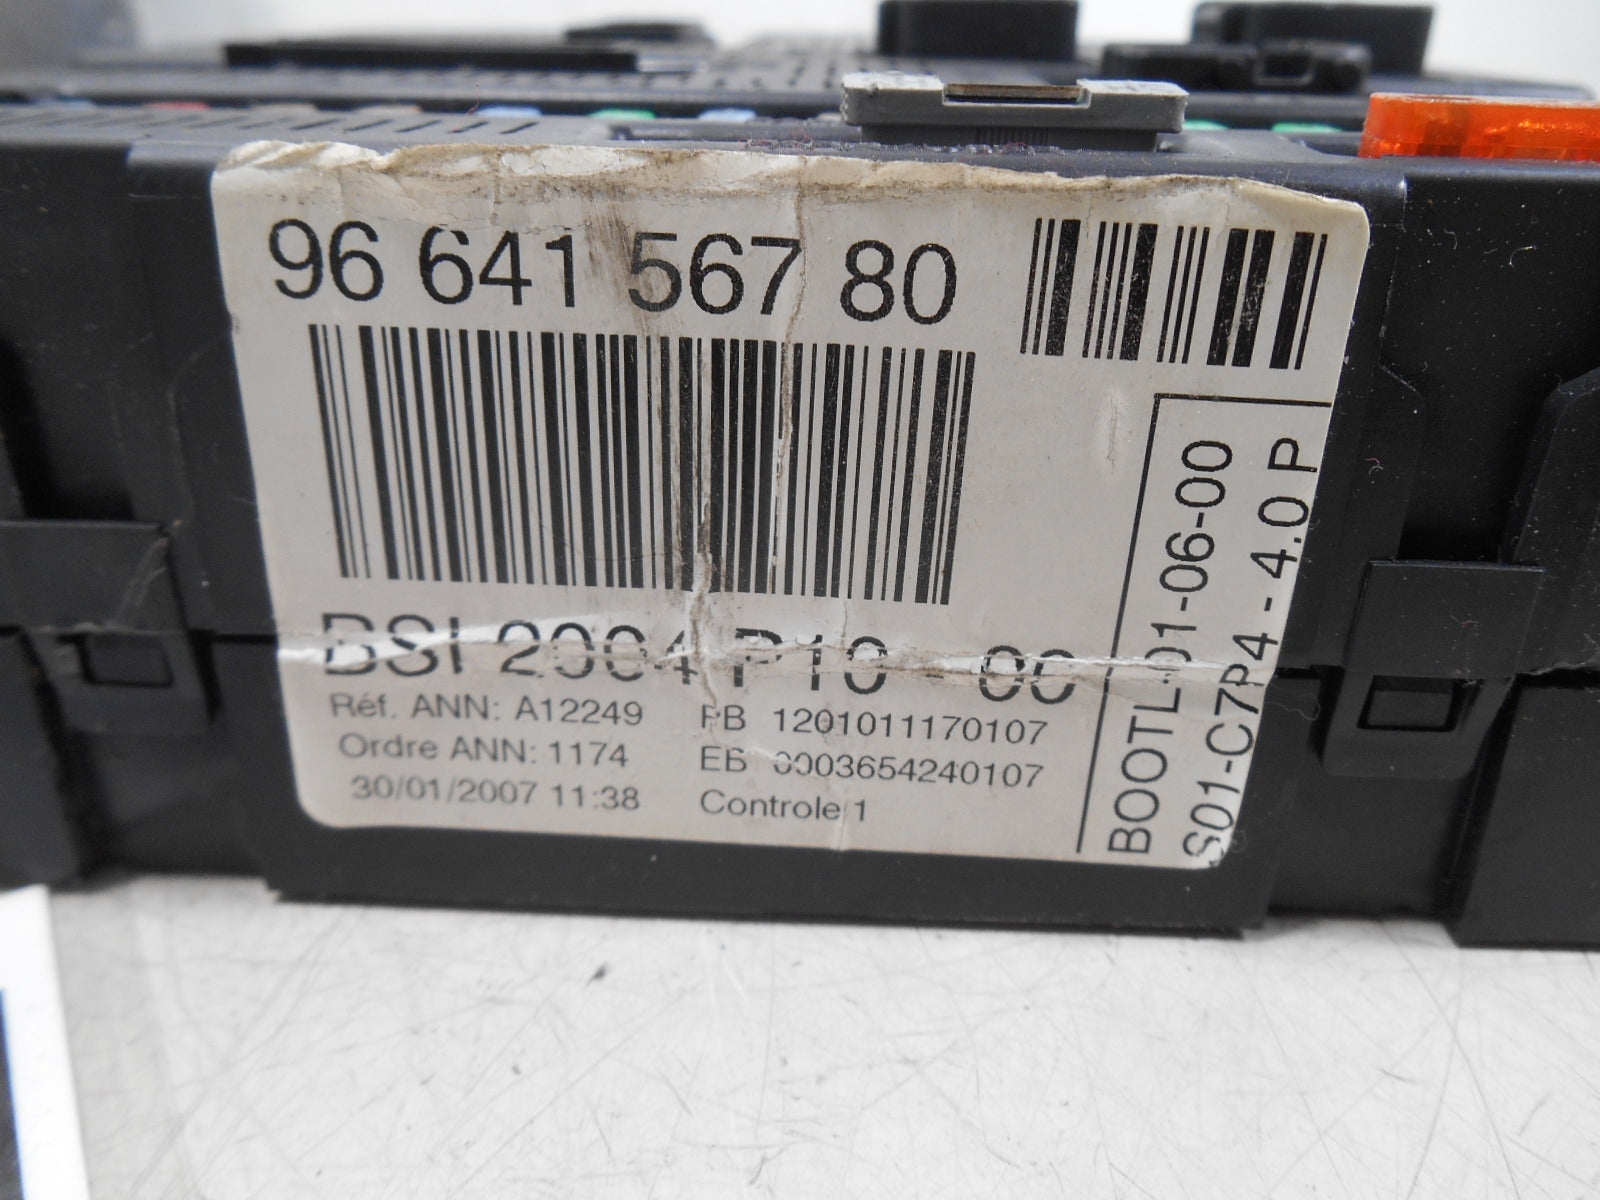 96 641 567 80
BSI 2004 P10 - 00
Réf. ANN: A12249 PB 1201011170107
Ordre ANN: 1174 EB 0003654240107
30/01/2007 11:38 Controle 1
BOOTL-01-06-00
S01-C7P4 - 4.0 P